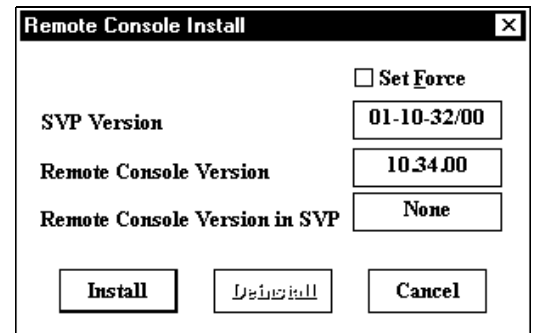 Remote Console Install
Set Force
SVP Version 01-10-32/00
Remote Console Version 10.34.00
Remote Console Version in SVP None
Install Deinstall Cancel